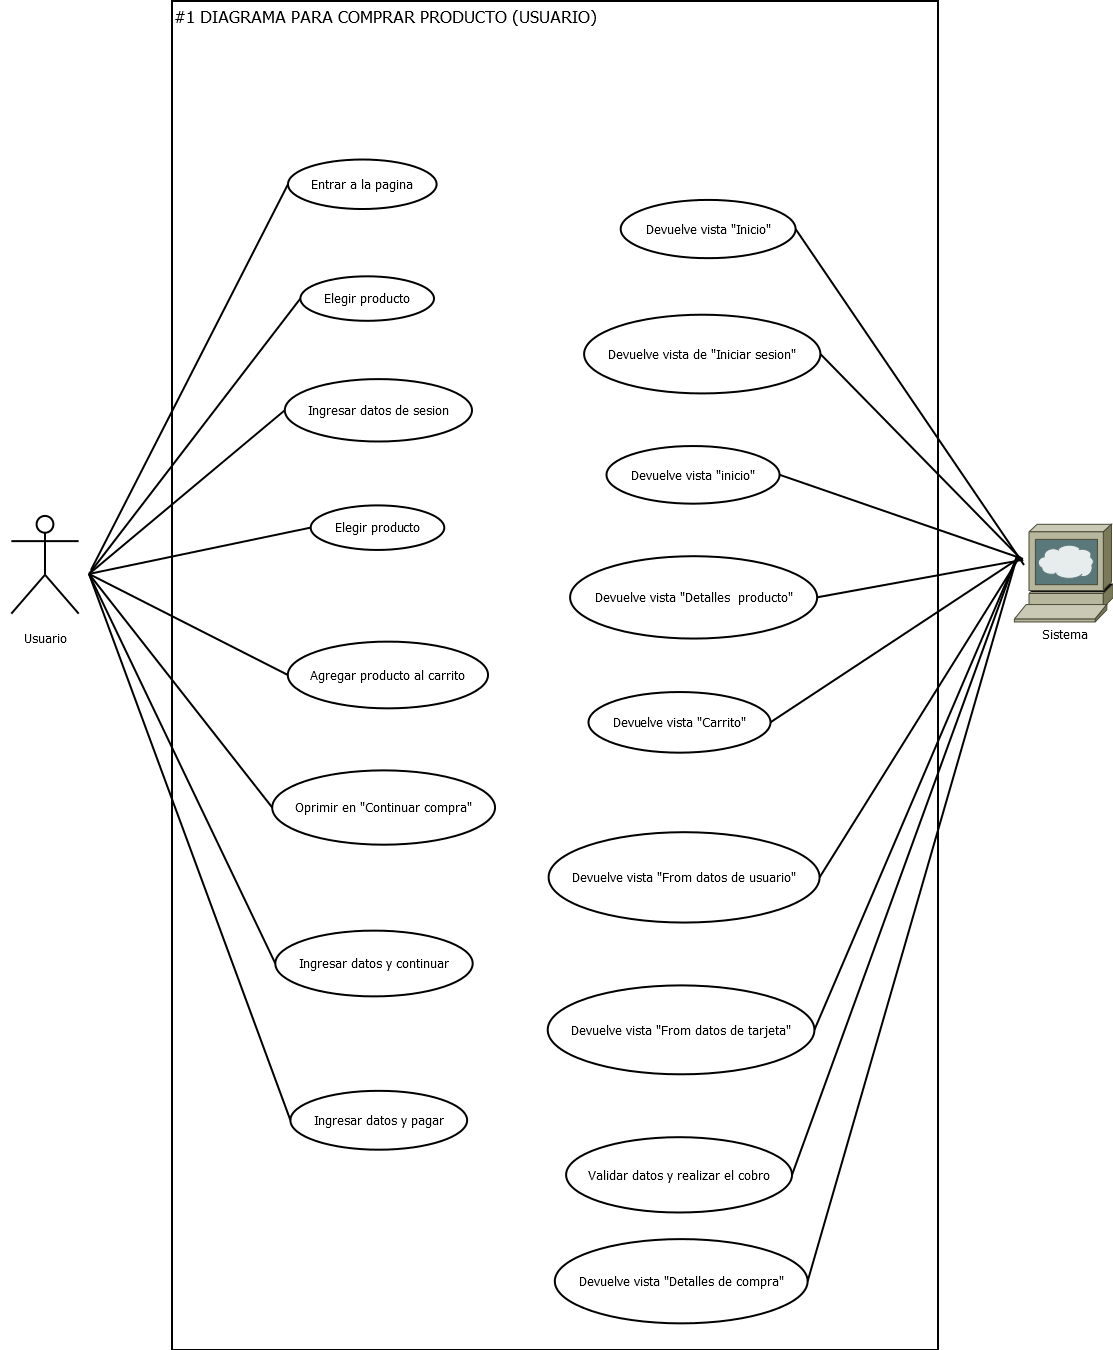 #1 DIAGRAMA PARA COMPRAR PRODUCTO (USUARIO)
Entrar a la pagina
Devuelve vista "Inicio"
Elegir producto
Devuelve vista de "Iniciar sesion"
Ingresar datos de sesion
Devuelve vista "inicio"
Elegir producto
Devuelve vista "Detalles  producto"
Usuario
Sistema
Agregar producto al carrito
Devuelve vista "Carrito"
Oprimir en "Continuar compra"
Devuelve vista "From datos de usuario"
Ingresar datos y continuar
Devuelve vista "From datos de tarjeta"
Ingresar datos y pagar
Validar datos y realizar el cobro
Devuelve vista "Detalles de compra"